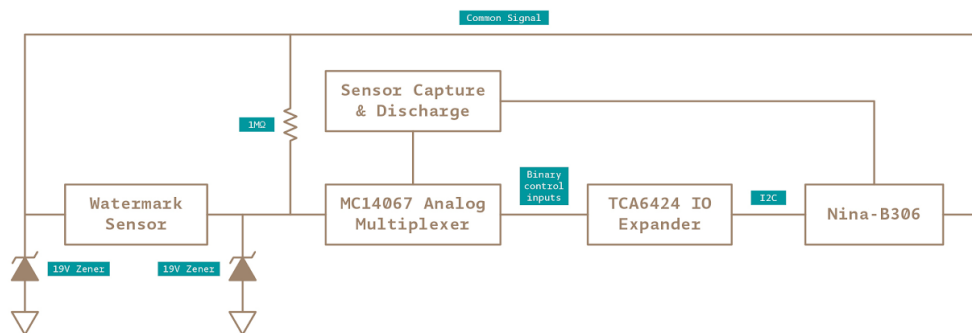 Common Signal
Sensor Capture
& Discharge
1MΩ
Binary
control
inputs
Watermark
Sensor
MC14067 Analog
Multiplexer
TCA6424 IO
Expander
I2C
Nina-B306
19V Zener
19V Zener